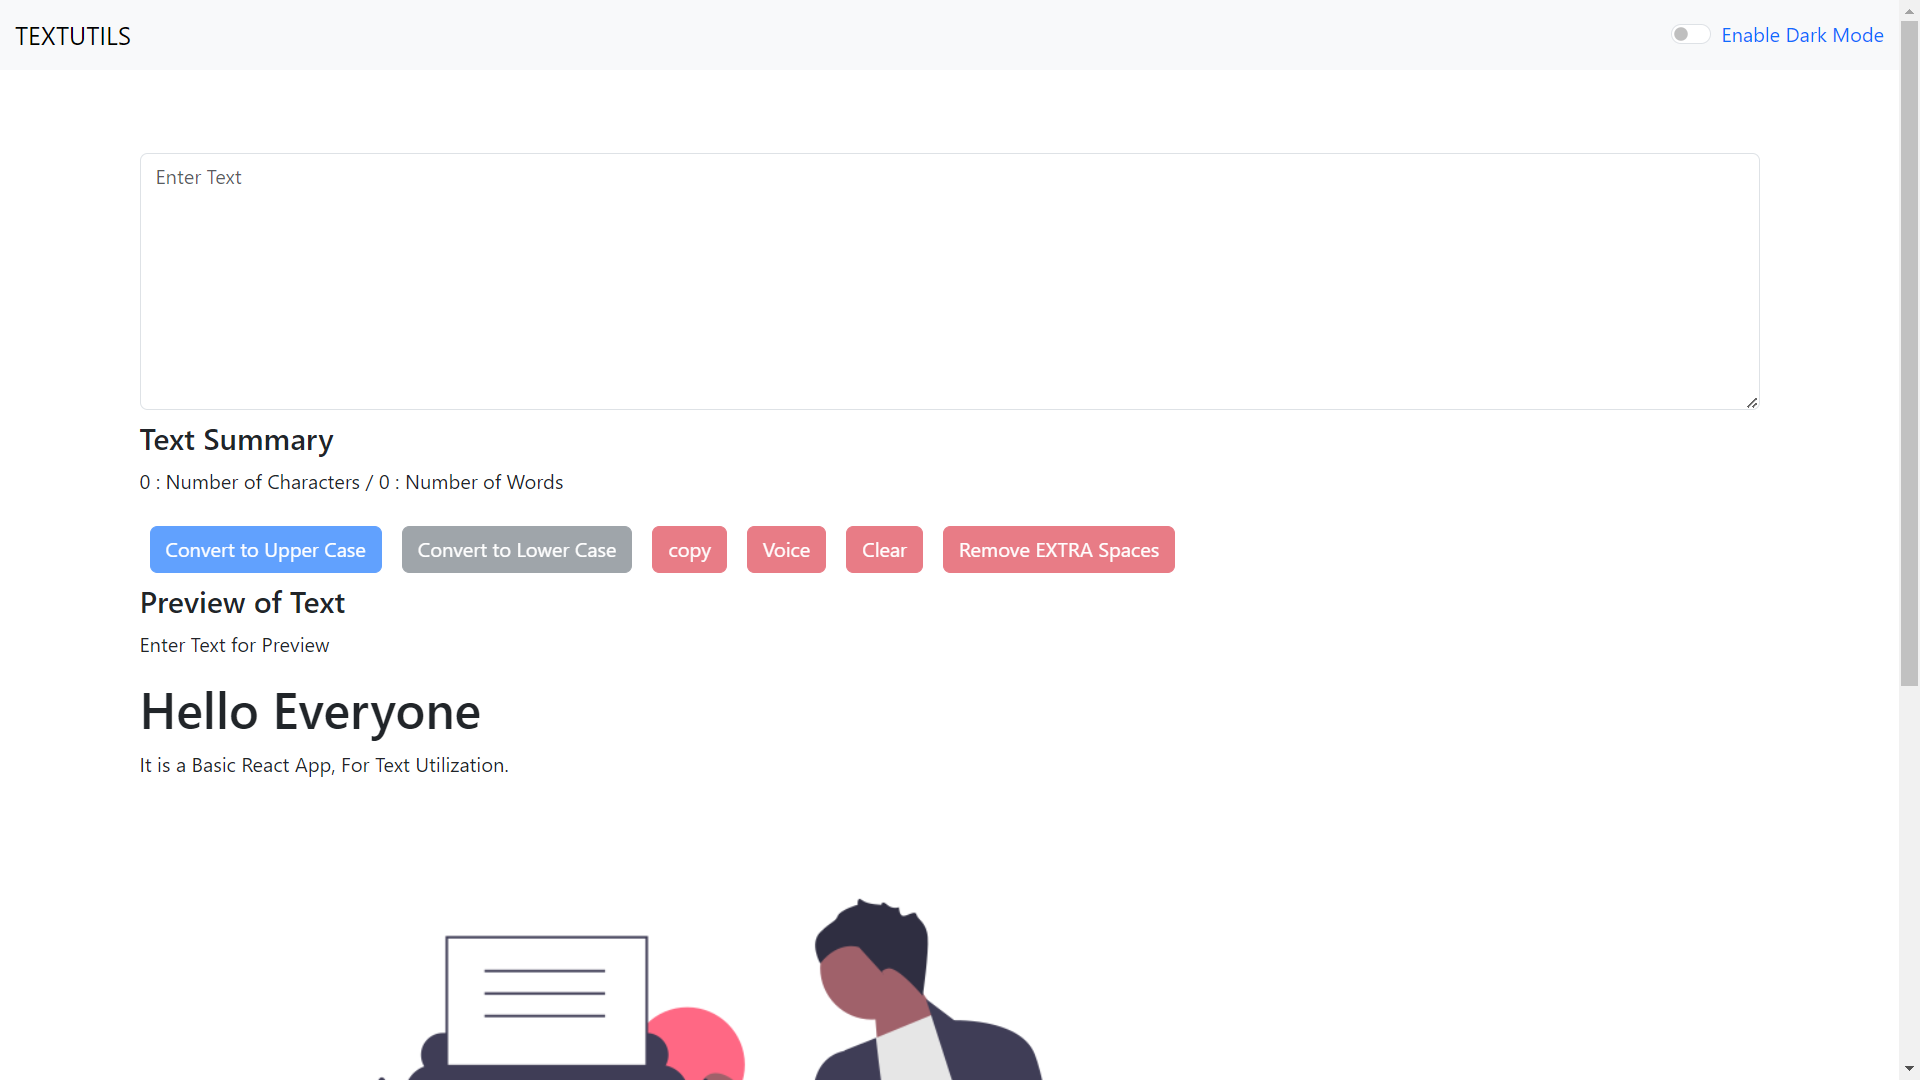 TEXTUTILS
Enable Dark Mode
Enter Text
Text Summary
0 : Number of Characters / 0 : Number of Words
Convert to Upper Case
Convert to Lower Case
copy
Voice
Clear
Remove EXTRA Spaces
Preview of Text
Enter Text for Preview
Hello Everyone
It is a Basic React App, For Text Utilization.